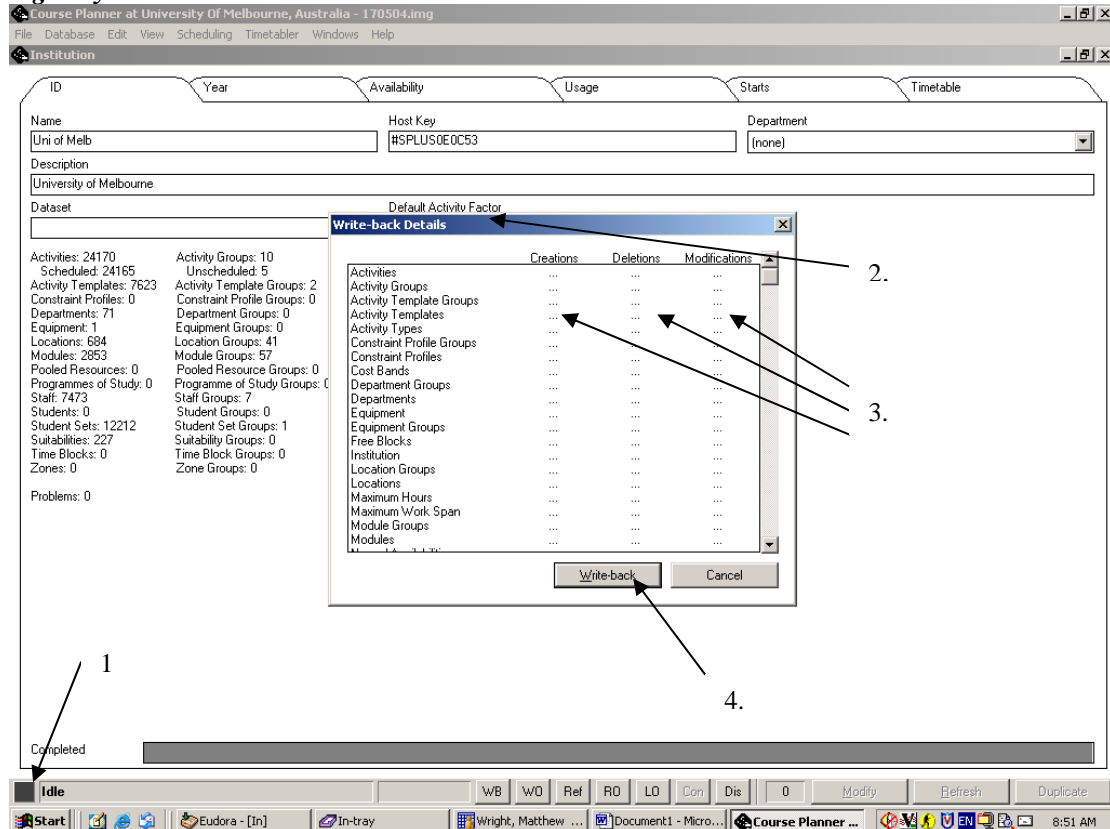 Course Planner at University Of Melbourne, Australia - 170504.img
File Database Edit View Scheduling Timetabler Windows Help
Institution
ID Year Availability Usage Starts Timetable
Name Host Key Department
Uni of Melb #SPLUS0E0C53 (none)
Description
University of Melbourne
Dataset Default Activity Factor
Write-back Details
Activities: 24170 Activity Groups: 10
Scheduled: 24165 Unscheduled: 5
Activity Templates: 7623 Activity Template Groups: 2
Constraint Profiles: 0 Constraint Profile Groups: 0
Departments: 71 Department Groups: 0
Equipment: 1 Equipment Groups: 0
Locations: 684 Location Groups: 41
Modules: 2853 Module Groups: 57
Pooled Resources: 0 Pooled Resource Groups: 0
Programmes of Study: 0 Programme of Study Groups: 0
Staff: 7473 Staff Groups: 7
Students: 0 Student Groups: 0
Student Sets: 12212 Student Set Groups: 1
Suitabilities: 227 Suitability Groups: 0
Time Blocks: 0 Time Block Groups: 0
Zones: 0 Zone Groups: 0
Problems: 0
Creations Deletions Modifications
Activities ... ... ...
Activity Groups ... ... ...
Activity Template Groups ... ... ...
Activity Templates ... ... ...
Activity Types ... ... ...
Constraint Profile Groups ... ... ...
Constraint Profiles ... ... ...
Cost Bands ... ... ...
Department Groups ... ... ...
Departments ... ... ...
Equipment ... ... ...
Equipment Groups ... ... ...
Free Blocks ... ... ...
Institution ... ... ...
Location Groups ... ... ...
Locations ... ... ...
Maximum Hours ... ... ...
Maximum Work Span ... ... ...
Module Groups ... ... ...
Modules ... ... ...
Write-back Cancel
2.
3.
1
4.
Completed
Idle WB WO Ref RO LO Con Dis 0 Modify Refresh Duplicate
Start Eudora - [In] In-tray Wright, Matthew ... Document1 - Micro... Course Planner ... EN 8:51 AM